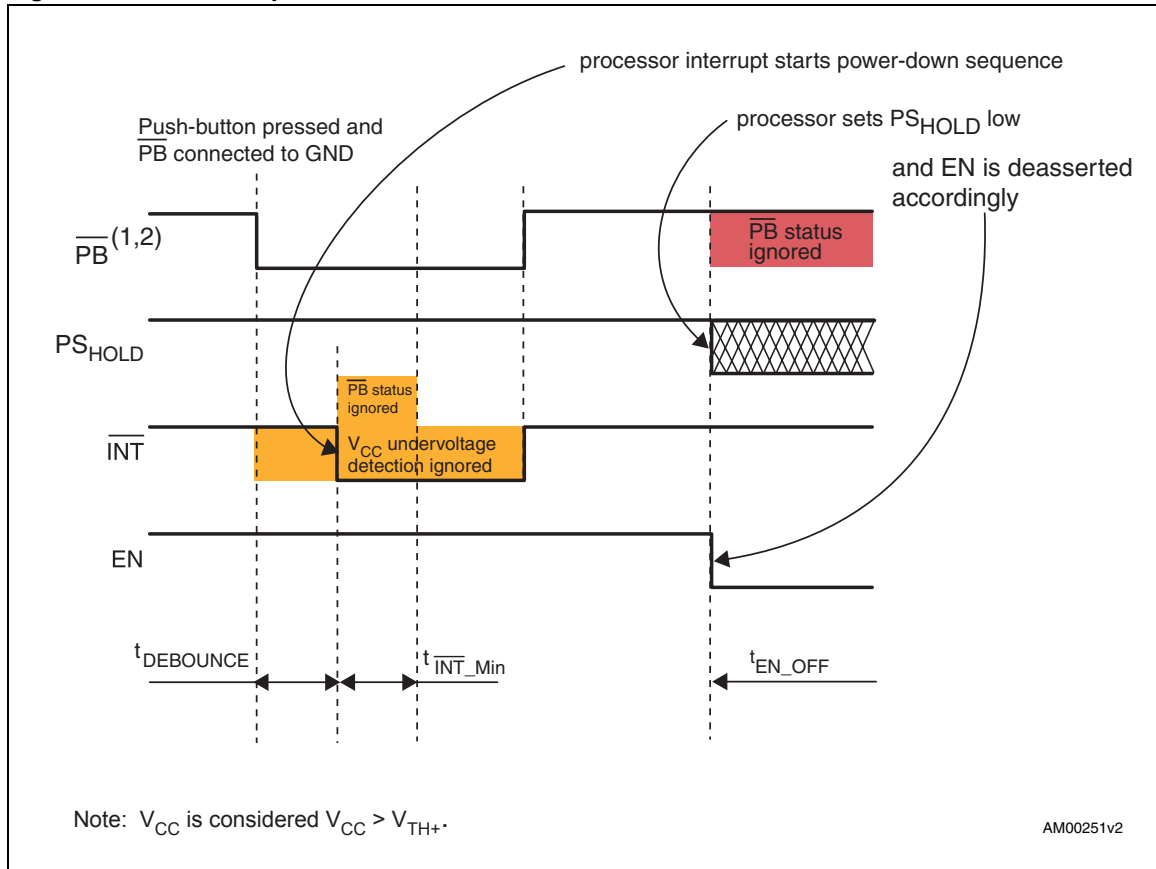 processor interrupt starts power-down sequence
processor sets PSHOLD low
Push-button pressed and
PB connected to GND
and EN is deasserted
accordingly
PB(1,2)
PB status
ignored
PSHOLD
PB status
ignored
INT
VCC undervoltage
detection ignored
EN
tDEBOUNCE
tINT_Min
tEN_OFF
Note: VCC is considered VCC > VTH+.
AM00251v2